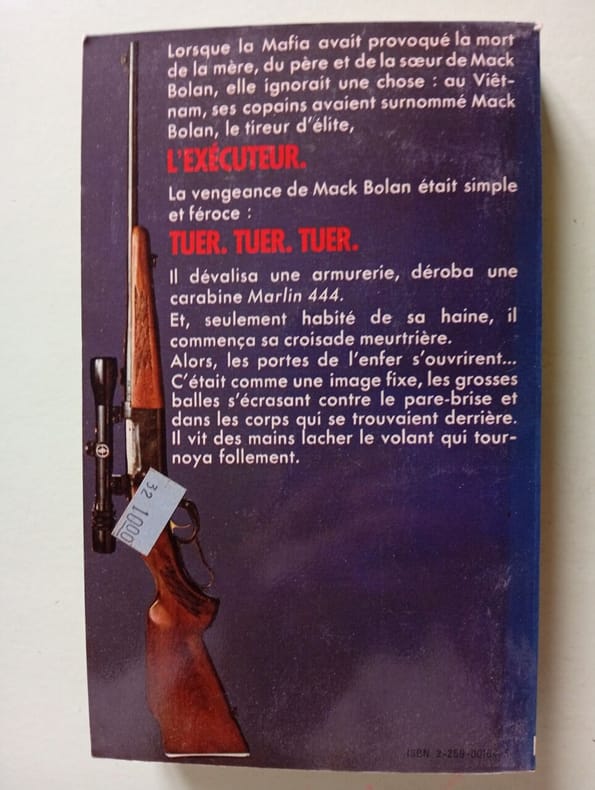 Lorsque la Mafia avait provoqué la mort
de la mère, du père et de la sœur de Mack
Bolan, elle ignorait une chose : au Viêt-
nam, ses copains avaient surnommé Mack
Bolan, le tireur d'élite,
L'EXÉCUTEUR.
La vengeance de Mack Bolan était simple
et féroce :
TUER. TUER. TUER.
Il dévalisa une armurerie, déroba une
carabine Marlin 444.
Et, seulement habité de sa haine, il
commença sa croisade meurtrière.
Alors, les portes de l'enfer s'ouvrirent...
C'était comme une image fixe, les grosses
balles s'écrasant contre le pare-brise et
dans les corps qui se trouvaient derrière.
Il vit des mains lacher le volant qui tour-
noya follement.
32 1000
ISBN